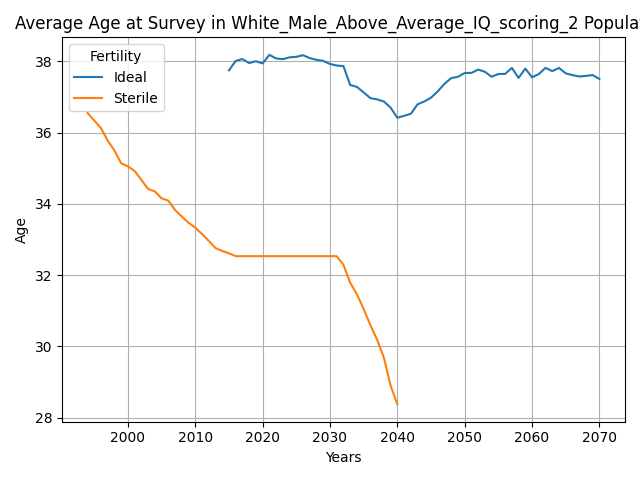 Average Age at Survey in White_Male_Above_Average_IQ_scoring_2 Popula
Fertility
Ideal
Sterile
38
36
34
32
30
28
Age
2000 2010 2020 2030 2040 2050 2060 2070
Years